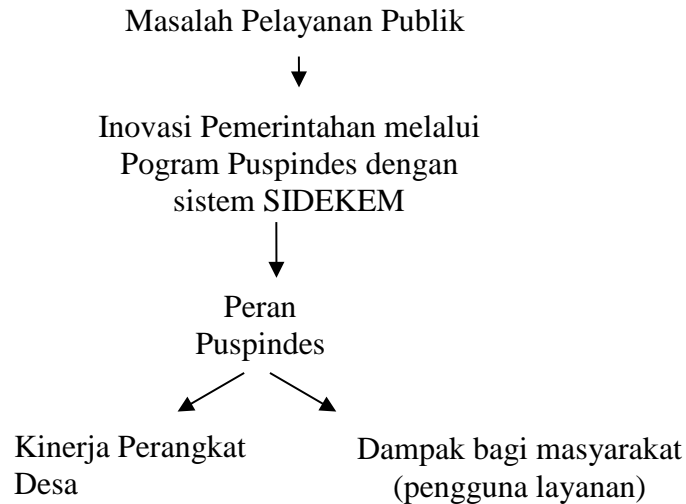 Masalah Pelayanan Publik
Inovasi Pemerintahan melalui
Pogram Puspindes dengan
sistem SIDEKEM
Peran
Puspindes
Kinerja Perangkat
Desa
Dampak bagi masyarakat
(pengguna layanan)